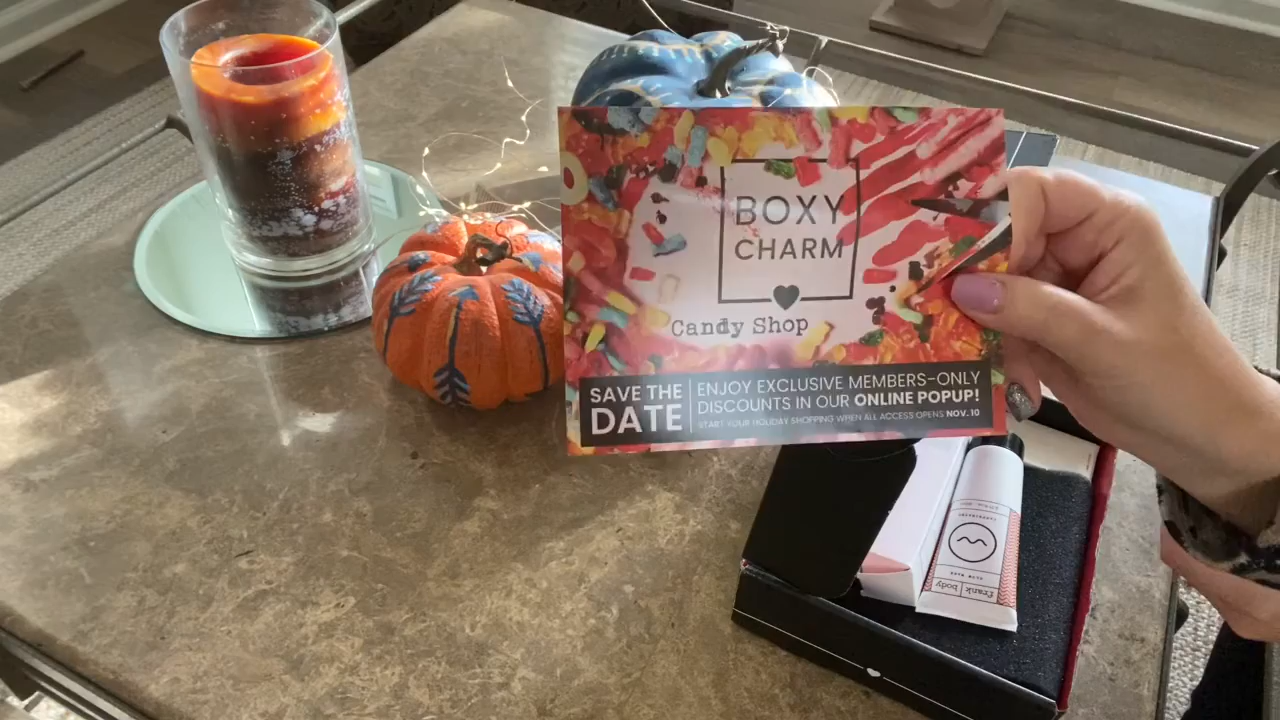 BOXY
CHARM
Candy Shop
SAVE THE
DATE
ENJOY EXCLUSIVE MEMBERS-ONLY
DISCOUNTS IN OUR ONLINE POPUP!
START YOUR HOLIDAY SHOPPING WHEN ALL ACCESS OPENS NOV. 10
frank body